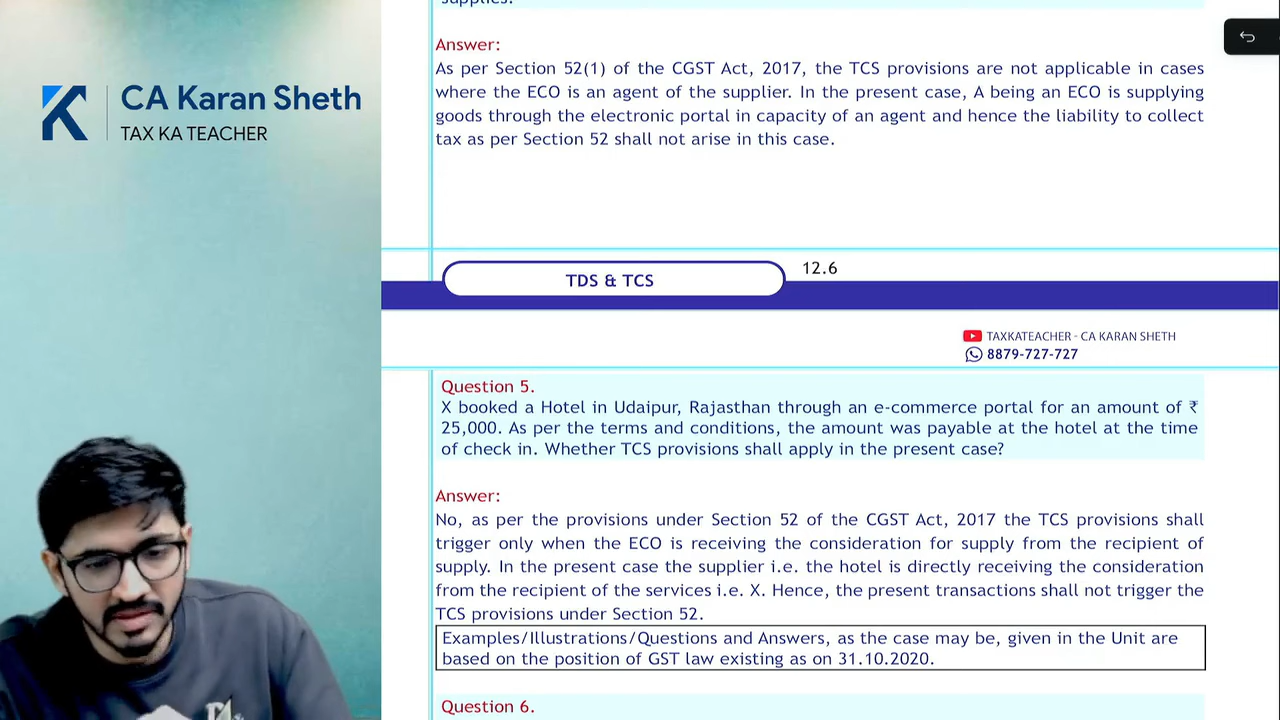 supplies.
CA Karan Sheth
TAX KA TEACHER
Answer:
As per Section 52(1) of the CGST Act, 2017, the TCS provisions are not applicable in cases
where the ECO is an agent of the supplier. In the present case, A being an ECO is supplying
goods through the electronic portal in capacity of an agent and hence the liability to collect
tax as per Section 52 shall not arise in this case.
TDS & TCS
12.6
TAXKATEACHER - CA KARAN SHETH
8879-727-727
Question 5.
X booked a Hotel in Udaipur, Rajasthan through an e-commerce portal for an amount of ₹
25,000. As per the terms and conditions, the amount was payable at the hotel at the time
of check in. Whether TCS provisions shall apply in the present case?
Answer:
No, as per the provisions under Section 52 of the CGST Act, 2017 the TCS provisions shall
trigger only when the ECO is receiving the consideration for supply from the recipient of
supply. In the present case the supplier i.e. the hotel is directly receiving the consideration
from the recipient of the services i.e. X. Hence, the present transactions shall not trigger the
TCS provisions under Section 52.
Examples/Illustrations/Questions and Answers, as the case may be, given in the Unit are
based on the position of GST law existing as on 31.10.2020.
Question 6.